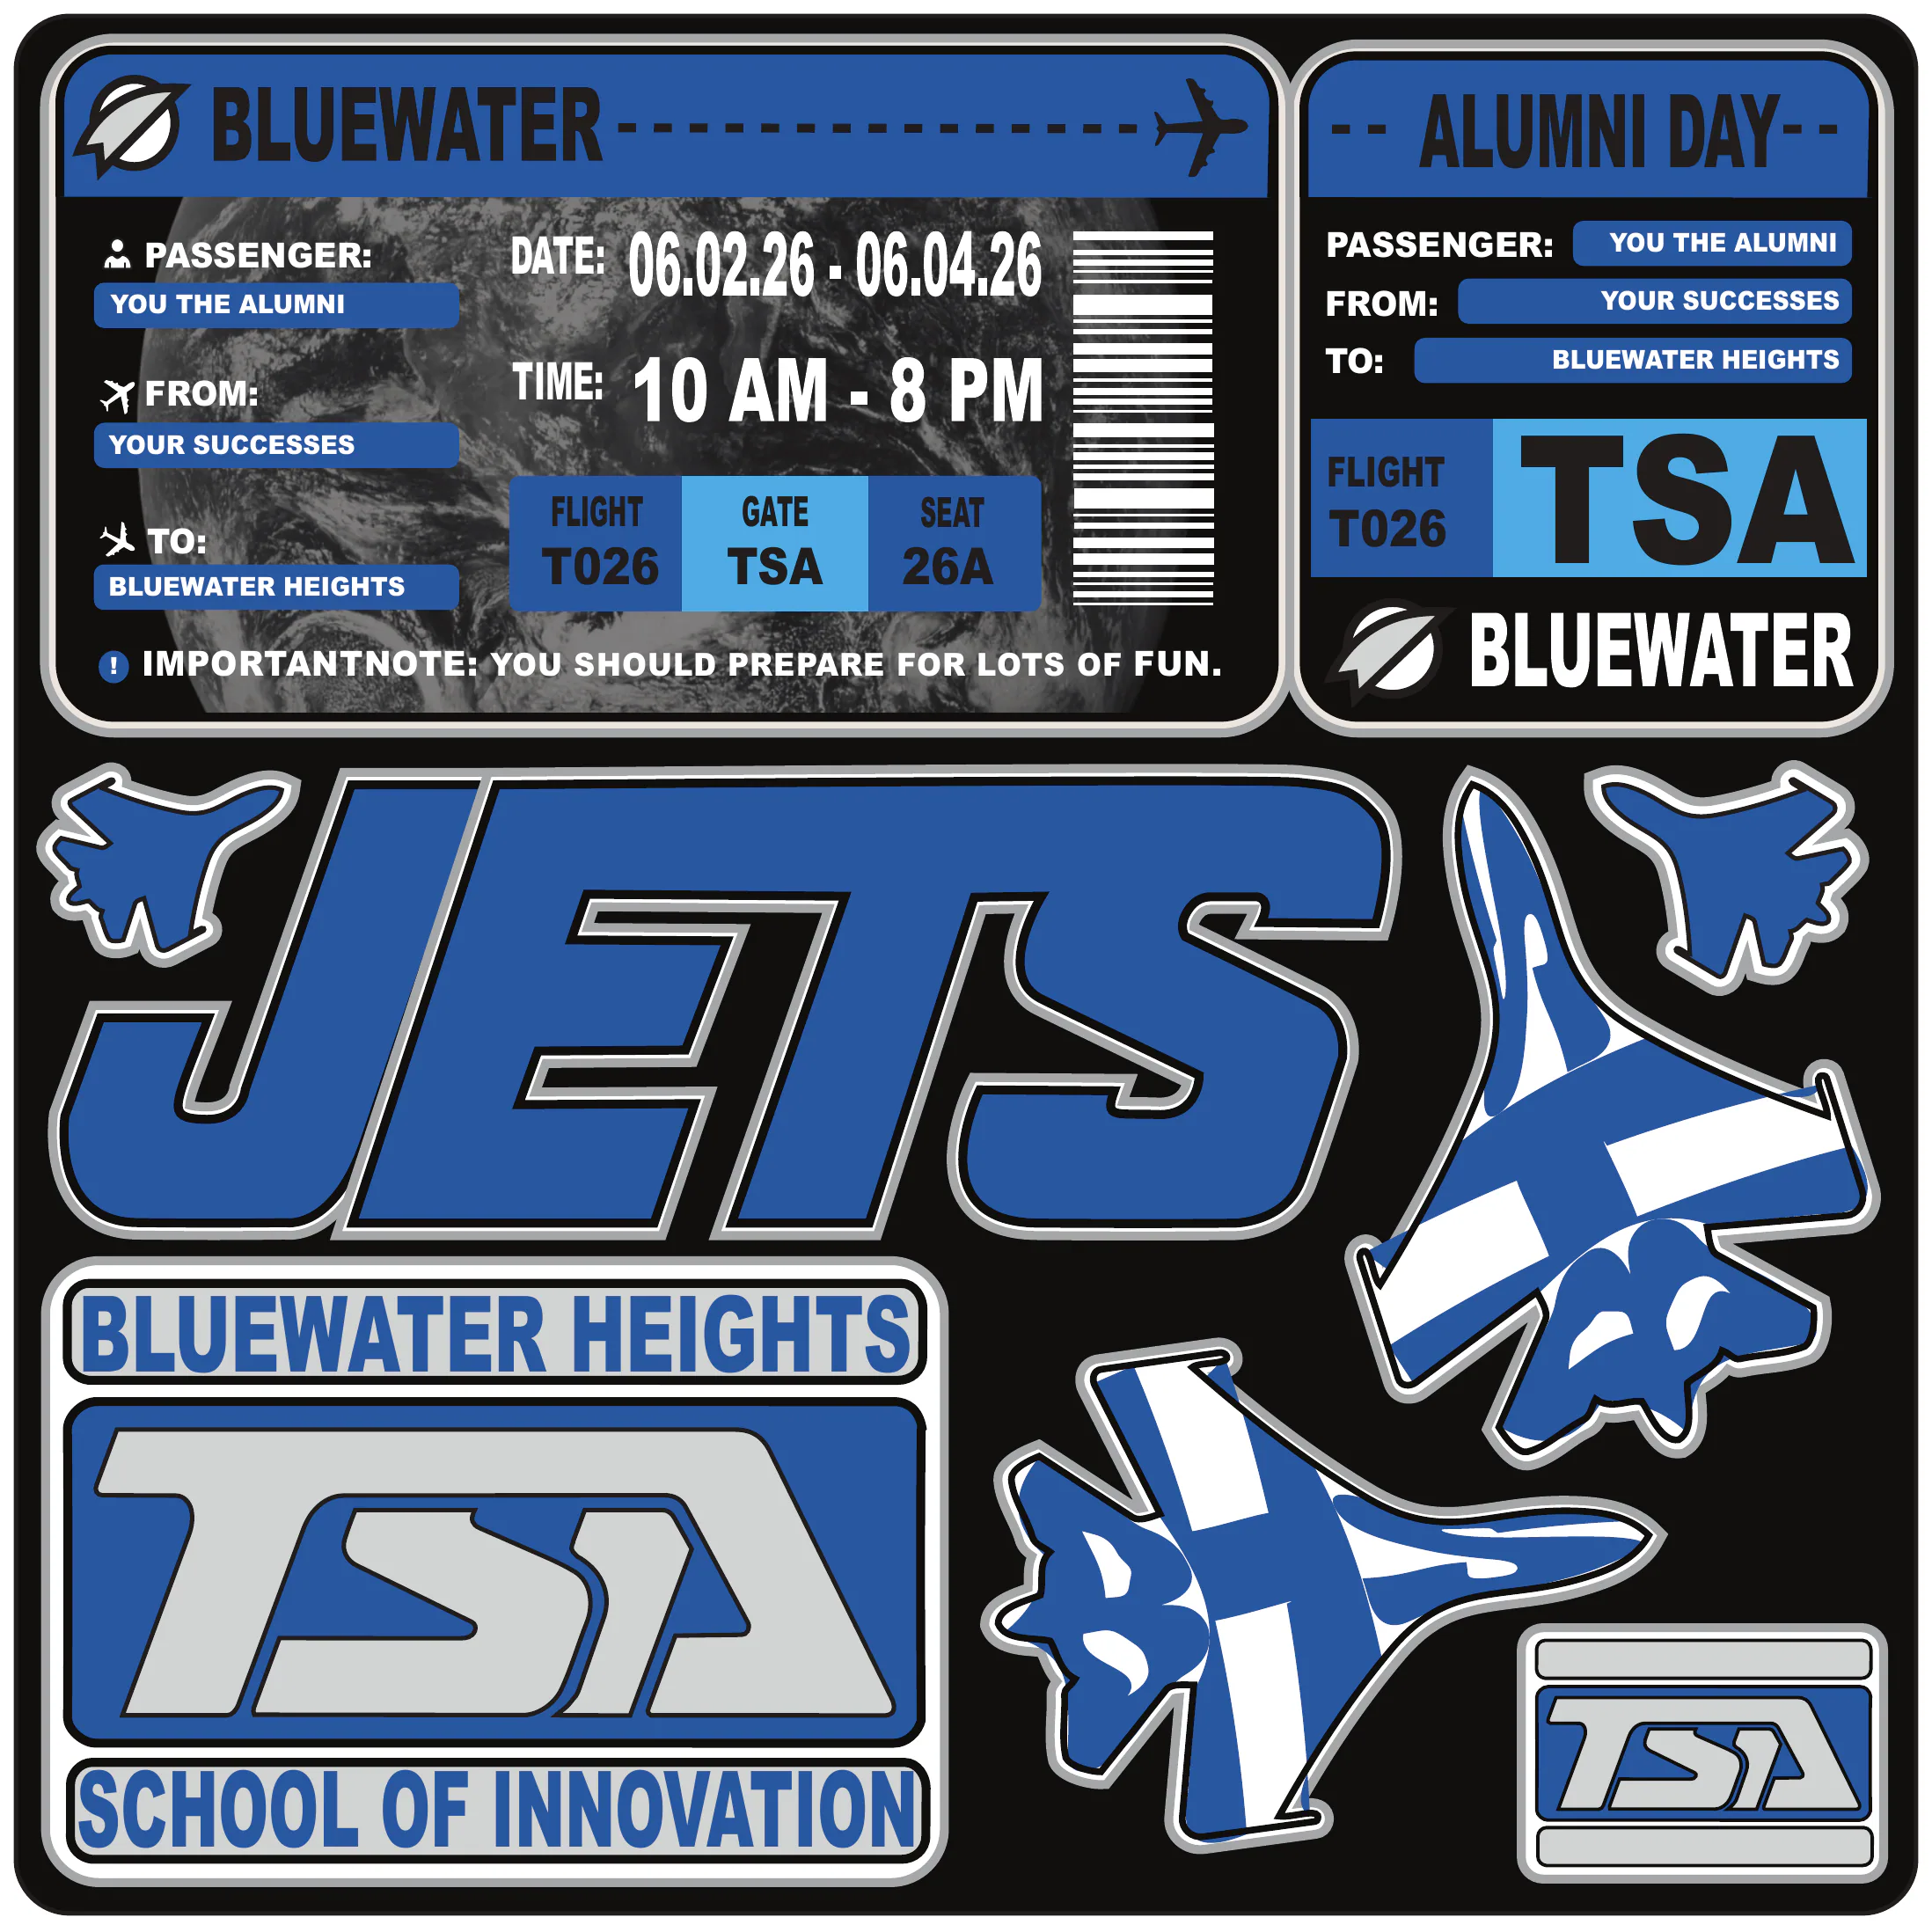 BLUEWATER
PASSENGER:
YOU THE ALUMNI
FROM:
YOUR SUCCESSES
TO:
BLUEWATER HEIGHTS
DATE: 06.02.26 - 06.04.26
TIME: 10 AM - 8 PM
FLIGHT GATE SEAT
T026 TSA 26A
! IMPORTANTNOTE: YOU SHOULD PREPARE FOR LOTS OF FUN.
-- ALUMNI DAY--
PASSENGER: YOU THE ALUMNI
FROM: YOUR SUCCESSES
TO: BLUEWATER HEIGHTS
FLIGHT
T026
TSA
BLUEWATER
JETS
BLUEWATER HEIGHTS
TSA
SCHOOL OF INNOVATION
TSA